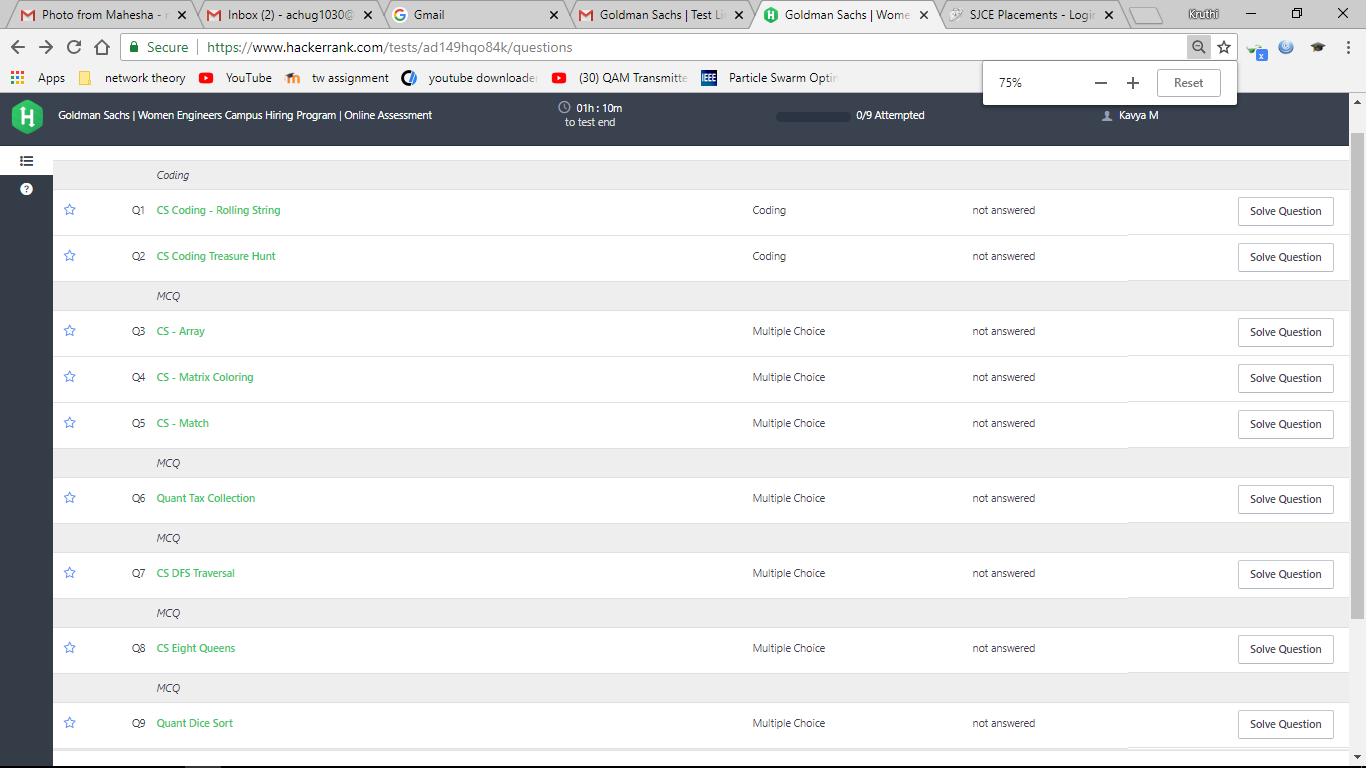 Photo from Mahesha -
Inbox (2) - achug1030@
Gmail
Goldman Sachs | Test Li
Goldman Sachs | Wome
SJCE Placements - Login
Kruthi
Secure
https://www.hackerrank.com/tests/ad149hqo84k/questions
Apps
network theory
YouTube
tw assignment
youtube downloade
(30) QAM Transmitte
IEEE
Particle Swarm Opti
75%
Reset
Goldman Sachs | Women Engineers Campus Hiring Program | Online Assessment
01h : 10m
to test end
0/9 Attempted
Kavya M
Coding
Q1 CS Coding - Rolling String Coding not answered Solve Question
Q2 CS Coding Treasure Hunt Coding not answered Solve Question
MCQ
Q3 CS - Array Multiple Choice not answered Solve Question
Q4 CS - Matrix Coloring Multiple Choice not answered Solve Question
Q5 CS - Match Multiple Choice not answered Solve Question
MCQ
Q6 Quant Tax Collection Multiple Choice not answered Solve Question
MCQ
Q7 CS DFS Traversal Multiple Choice not answered Solve Question
MCQ
Q8 CS Eight Queens Multiple Choice not answered Solve Question
MCQ
Q9 Quant Dice Sort Multiple Choice not answered Solve Question